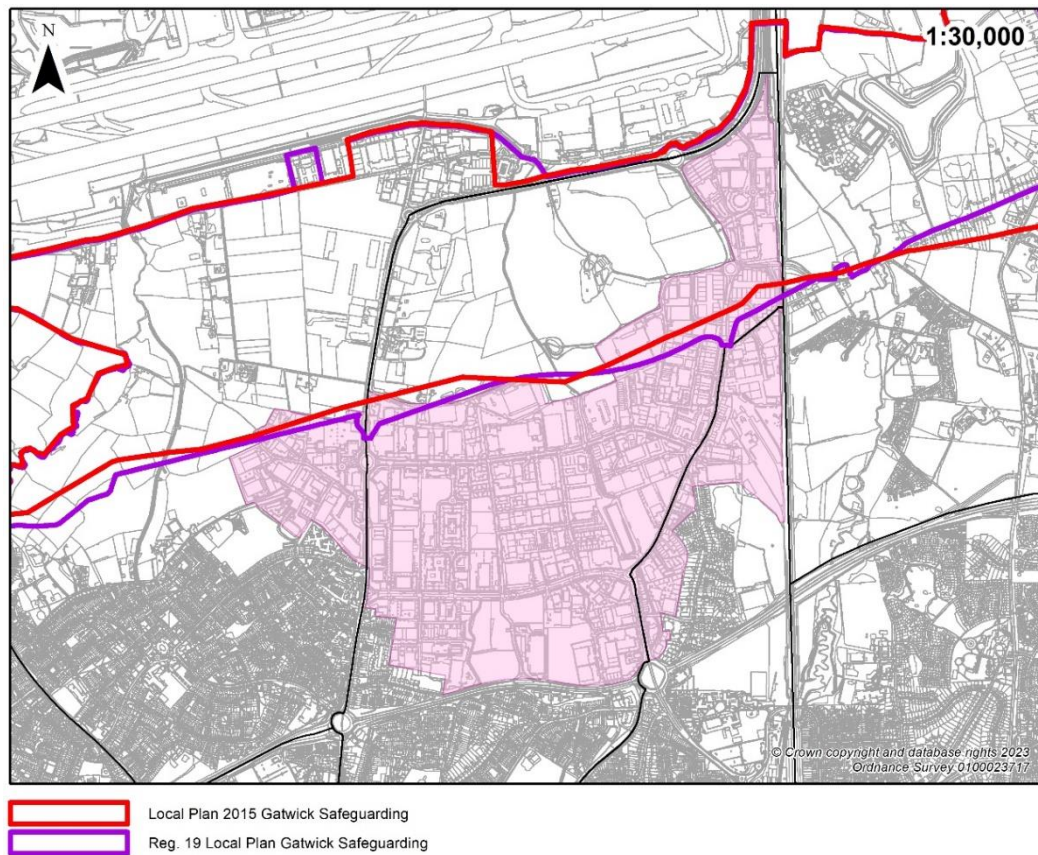 N
1:30,000
© Crown copyright and database rights 2023
Ordnance Survey 0100023717
Local Plan 2015 Gatwick Safeguarding
Reg. 19 Local Plan Gatwick Safeguarding